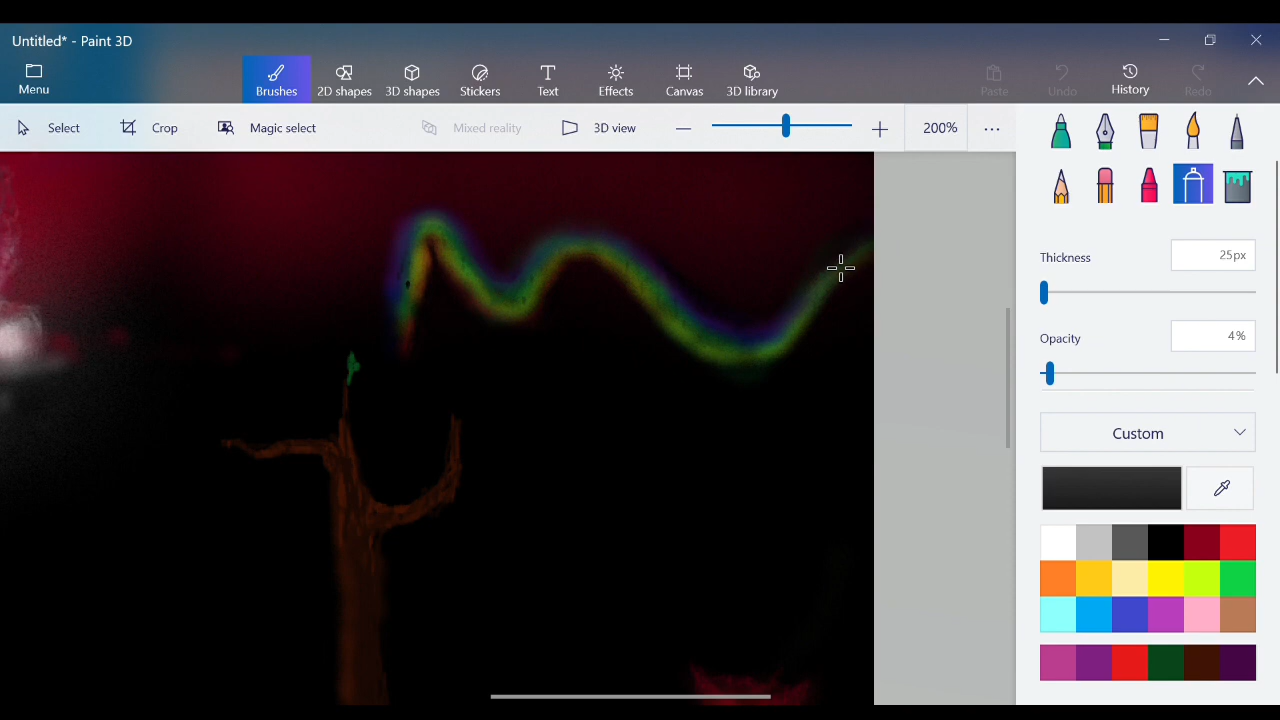 Untitled* - Paint 3D
Menu
Brushes
2D shapes
3D shapes
Stickers
Text
Effects
Canvas
3D library
Paste
Undo
History
Redo
Select
Crop
Magic select
Mixed reality
3D view
200%
Thickness
25px
Opacity
4%
Custom